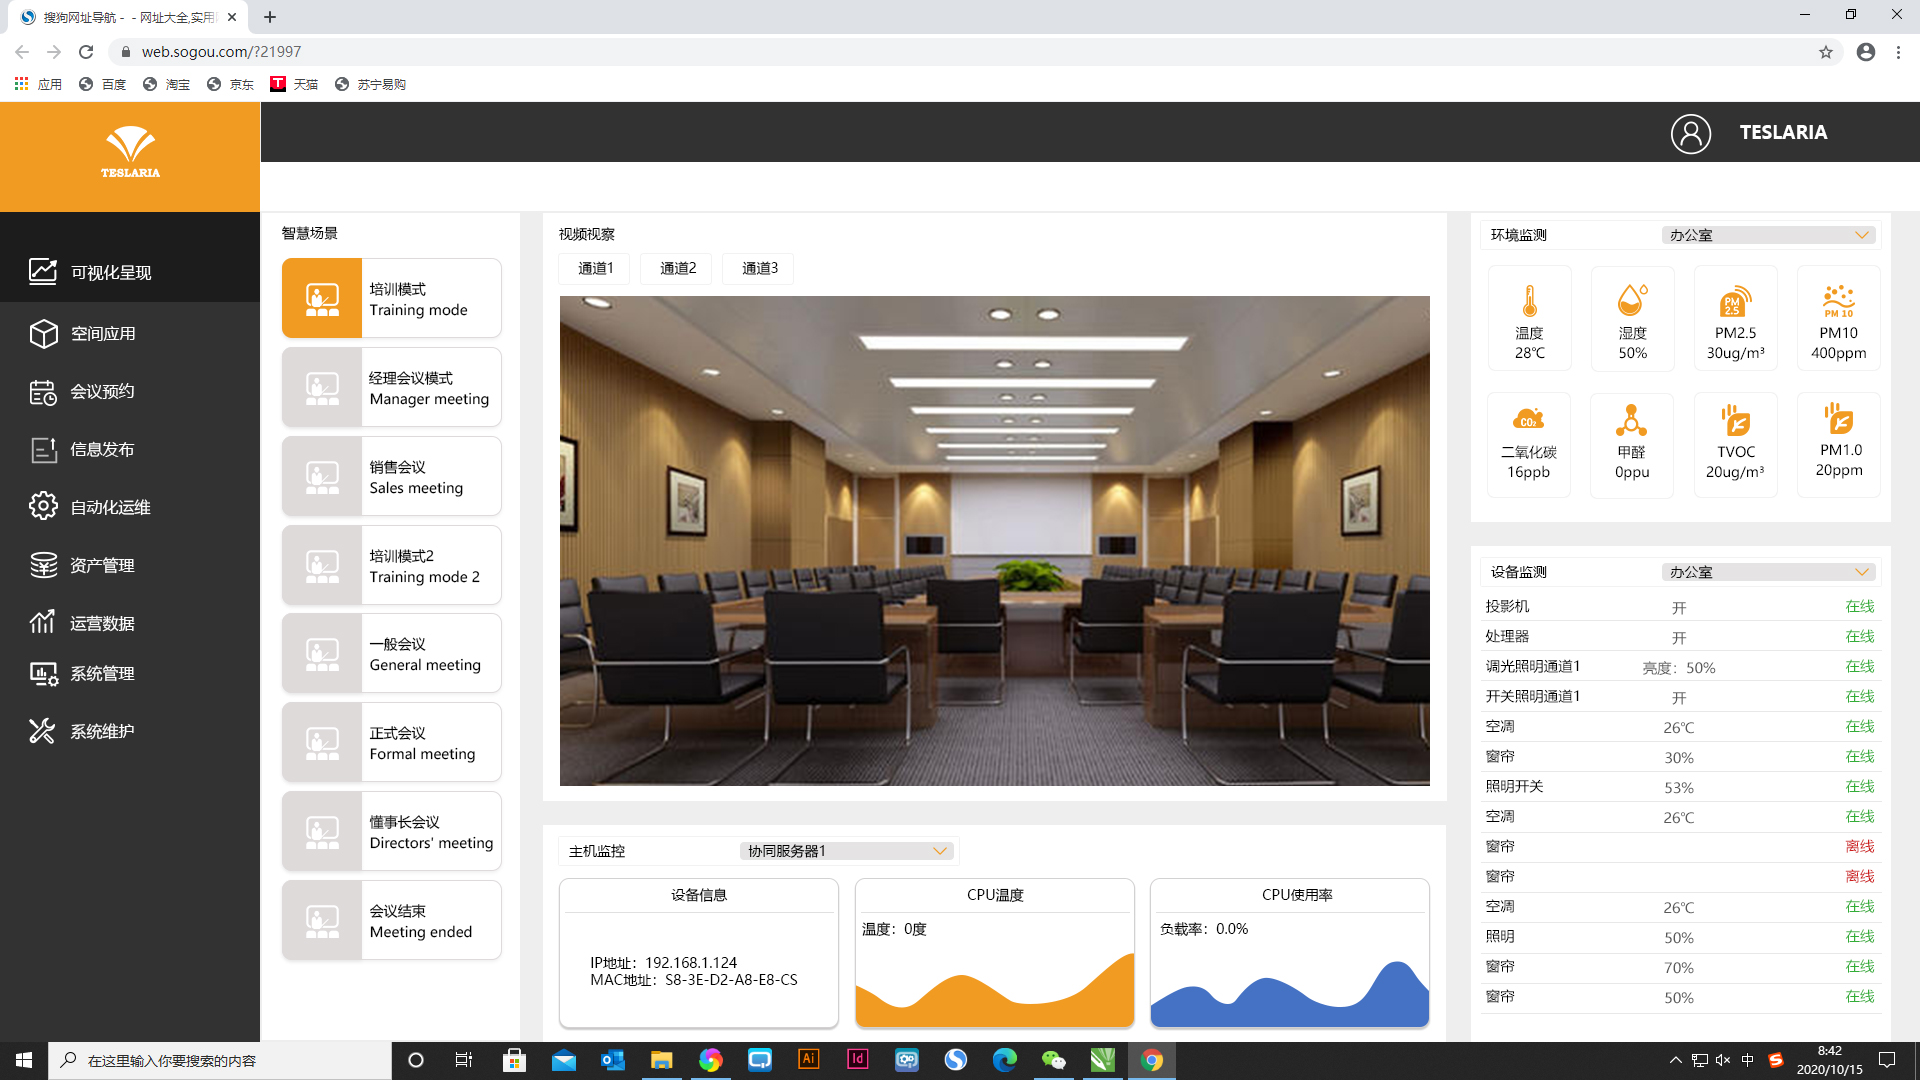 搜狗网址导航 - - 网址大全,实用
web.sogou.com/?21997
应用
百度
淘宝
京东
T
天猫
苏宁易购
TESLARIA
TESLARIA
可视化呈现
空间应用
会议预约
信息发布
自动化运维
资产管理
运营数据
系统管理
系统维护
智慧场景
培训模式
Training mode
经理会议模式
Manager meeting
销售会议
Sales meeting
培训模式2
Training mode 2
一般会议
General meeting
正式会议
Formal meeting
懂事长会议
Directors' meeting
会议结束
Meeting ended
视频视察
通道1 通道2 通道3
主机监控 协同服务器1
设备信息
IP地址：192.168.1.124
MAC地址：S8-3E-D2-A8-E8-CS
CPU温度
温度：0度
CPU使用率
负载率：0.0%
环境监测 办公室
温度
28℃
湿度
50%
PM
2.5
PM2.5
30ug/m³
PM 10
PM10
400ppm
CO₂
二氧化碳
16ppb
甲醛
0ppu
TVOC
20ug/m³
PM1.0
20ppm
设备监测 办公室
投影机 开 在线
处理器 开 在线
调光照明通道1 亮度：50% 在线
开关照明通道1 开 在线
空凋 26℃ 在线
窗帘 30% 在线
照明开关 53% 在线
空凋 26℃ 在线
窗帘 离线
窗帘 离线
空凋 26℃ 在线
照明 50% 在线
窗帘 70% 在线
窗帘 50% 在线
在这里输入你要搜索的内容
Ai
Id
中
8:42
2020/10/15